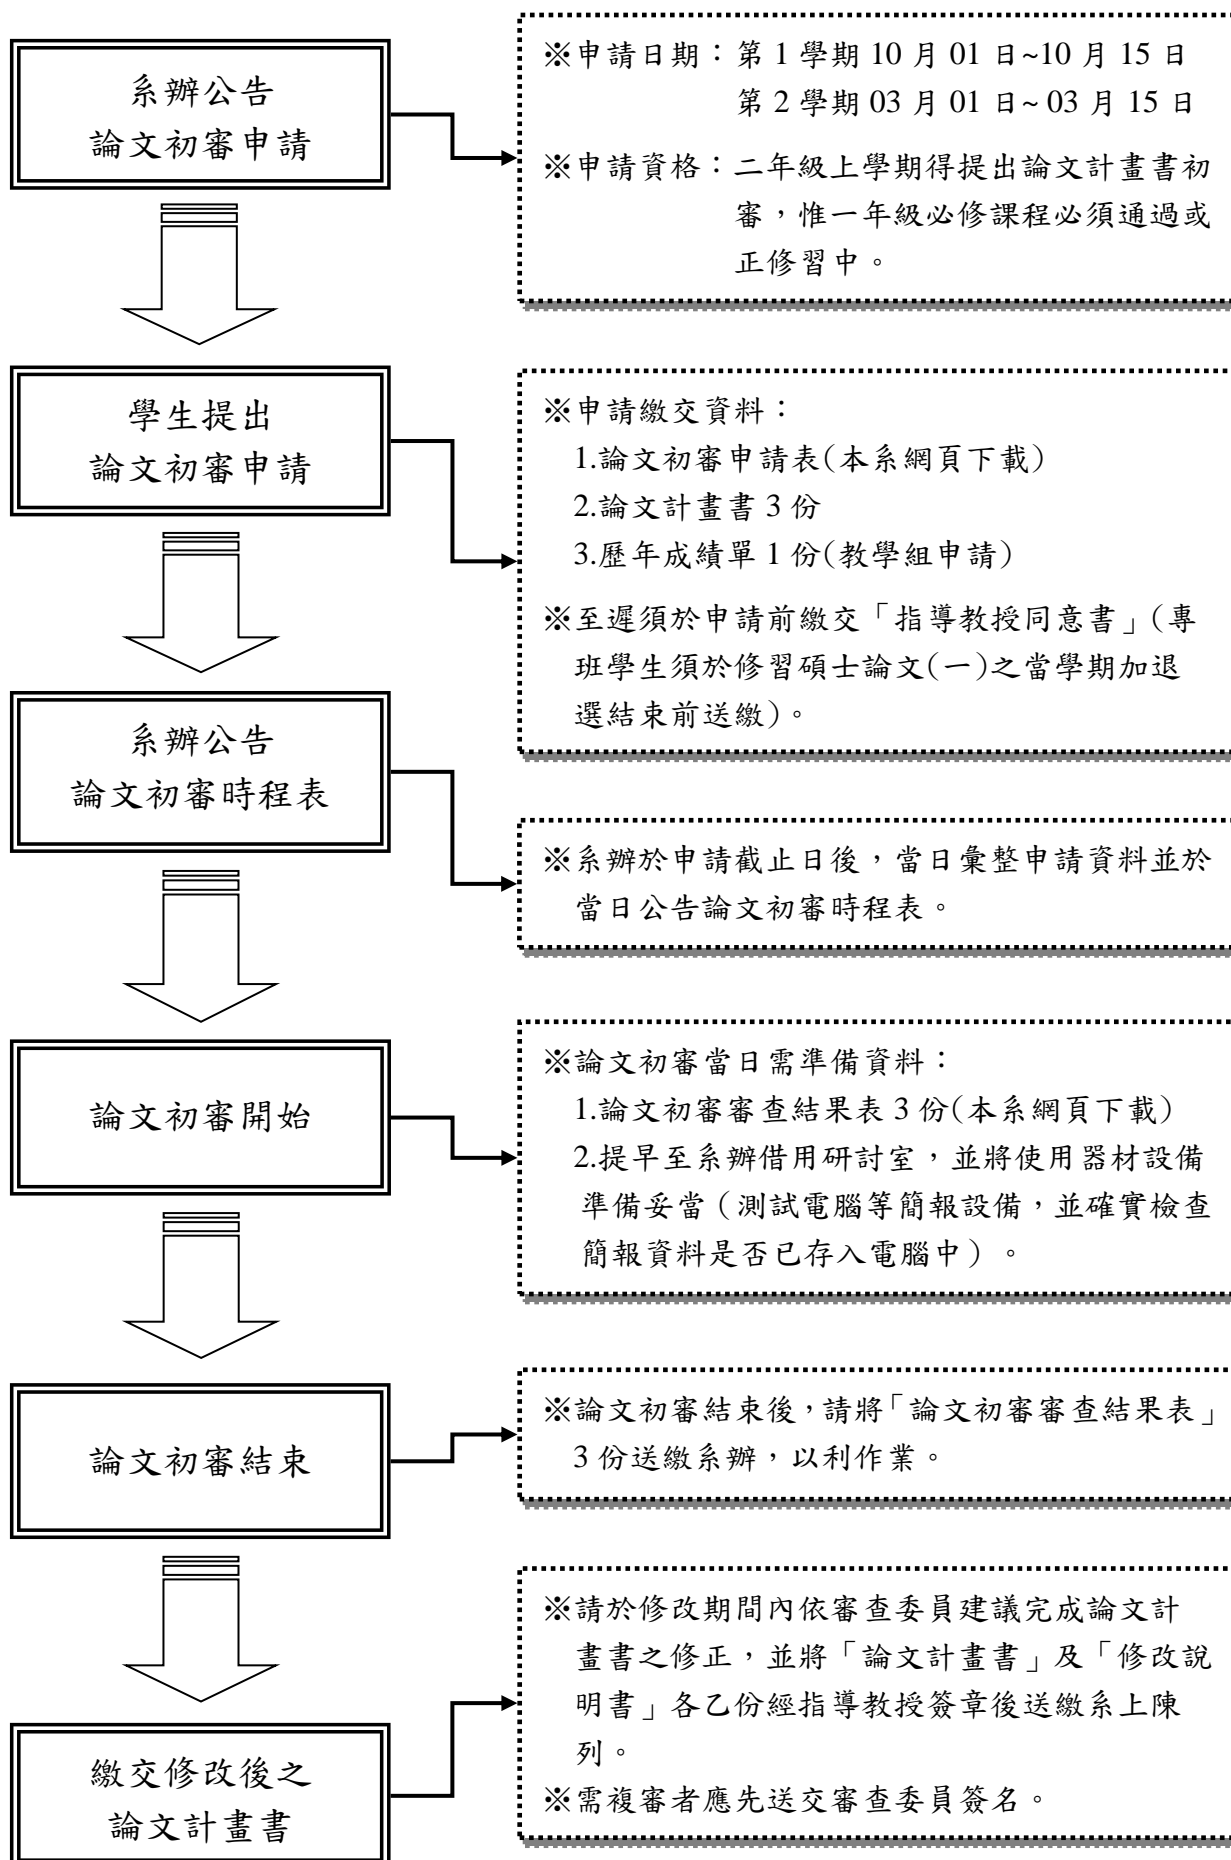 系辦公告
論文初審申請
※申請日期：第 1 學期 10 月 01 日~10 月 15 日
第 2 學期 03 月 01 日~ 03 月 15 日
※申請資格：二年級上學期得提出論文計畫書初
審，惟一年級必修課程必須通過或
正修習中。
學生提出
論文初審申請
※申請繳交資料：
1.論文初審申請表(本系網頁下載)
2.論文計畫書 3 份
3.歷年成績單 1 份(教學組申請)
※至遲須於申請前繳交「指導教授同意書」(專
班學生須於修習碩士論文(一)之當學期加退
選結束前送繳)。
系辦公告
論文初審時程表
※系辦於申請截止日後，當日彙整申請資料並於
當日公告論文初審時程表。
論文初審開始
※論文初審當日需準備資料：
1.論文初審審查結果表 3 份(本系網頁下載)
2.提早至系辦借用研討室，並將使用器材設備
準備妥當（測試電腦等簡報設備，並確實檢查
簡報資料是否已存入電腦中）。
論文初審結束
※論文初審結束後，請將「論文初審審查結果表」
3 份送繳系辦，以利作業。
繳交修改後之
論文計畫書
※請於修改期間內依審查委員建議完成論文計
畫書之修正，並將「論文計畫書」及「修改說
明書」各乙份經指導教授簽章後送繳系上陳
列。
※需複審者應先送交審查委員簽名。